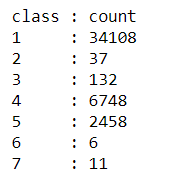 class : count
1 : 34108
2 : 37
3 : 132
4 : 6748
5 : 2458
6 : 6
7 : 11